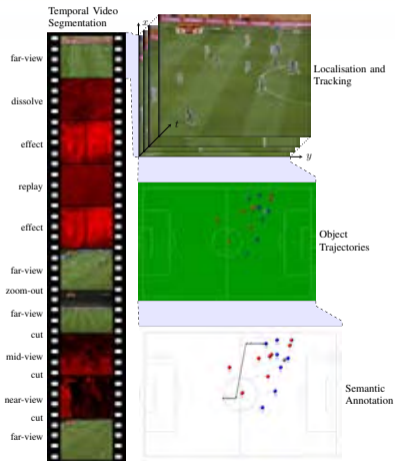 Temporal Video
Segmentation
far-view
dissolve
effect
replay
effect
far-view
zoom-out
far-view
cut
mid-view
cut
near-view
cut
far-view
x
t
y
Localisation and
Tracking
Object
Trajectories
Semantic
Annotation